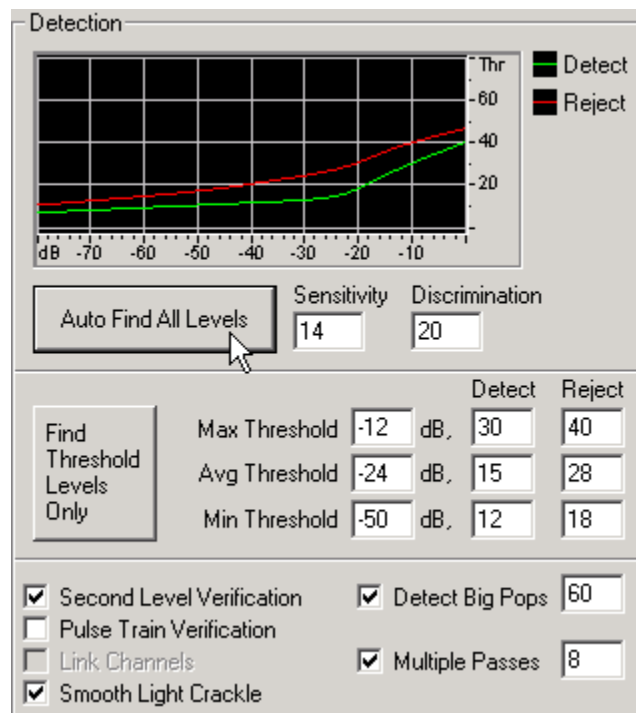 Detection
Thr
60
40
20
dB -70 -60 -50 -40 -30 -20 -10
Detect
Reject
Auto Find All Levels
Sensitivity
14
Discrimination
20
Find
Threshold
Levels
Only
Detect Reject
Max Threshold -12 dB, 30 40
Avg Threshold -24 dB, 15 28
Min Threshold -50 dB, 12 18
Second Level Verification
Pulse Train Verification
Link Channels
Smooth Light Crackle
Detect Big Pops 60
Multiple Passes 8